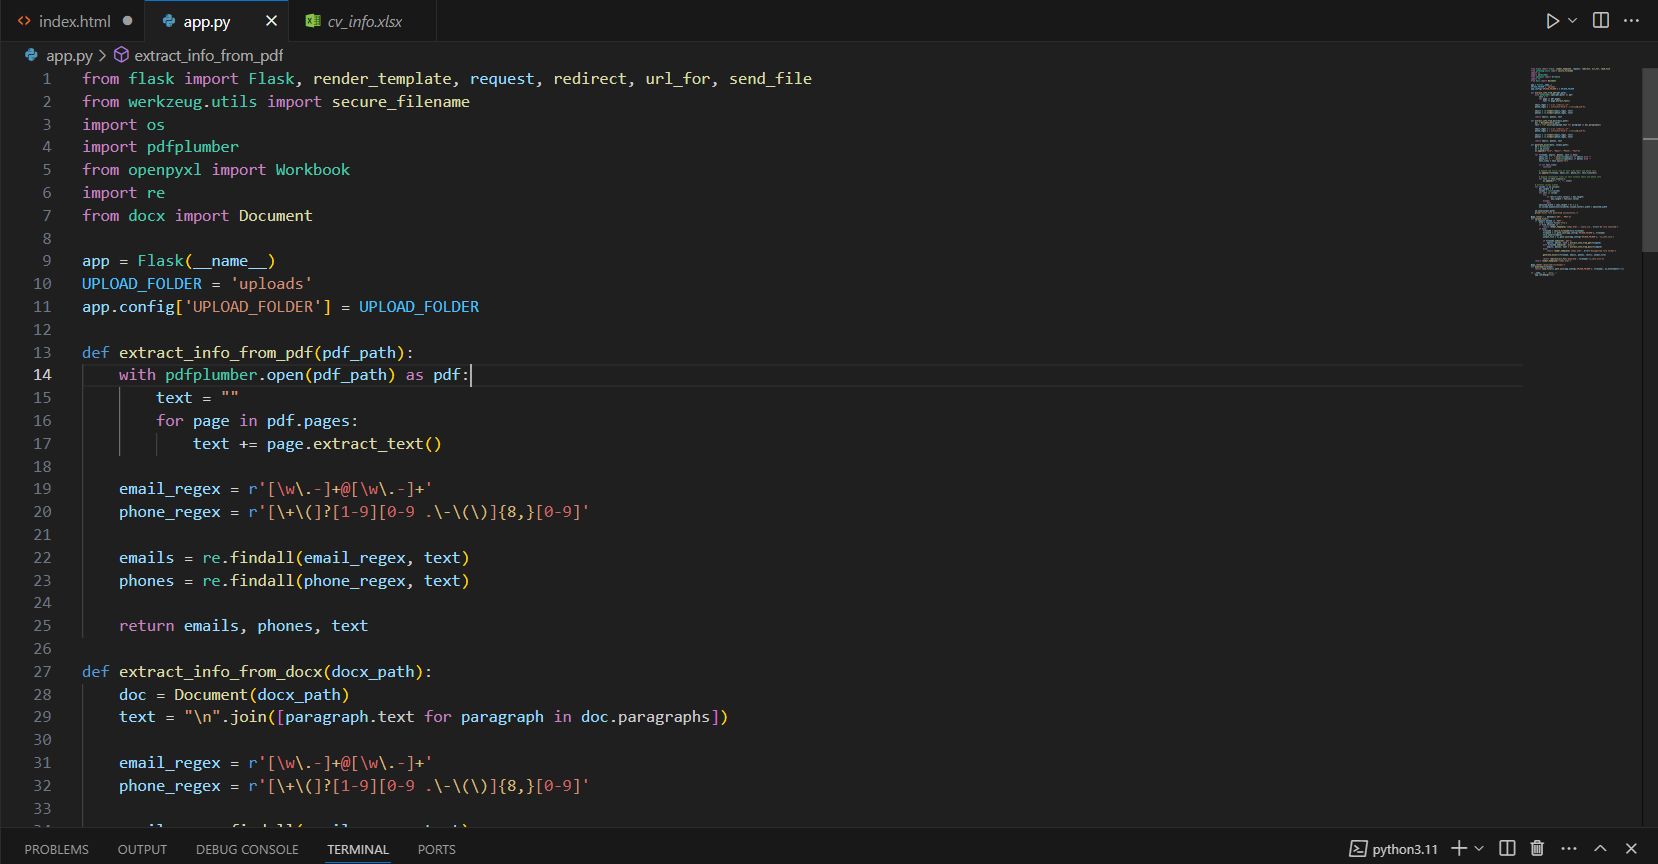 index.html
app.py
cv_info.xlsx
app.py > extract_info_from_pdf
1 from flask import Flask, render_template, request, redirect, url_for, send_file
2 from werkzeug.utils import secure_filename
3 import os
4 import pdfplumber
5 from openpyxl import Workbook
6 import re
7 from docx import Document
8
9 app = Flask(__name__)
10 UPLOAD_FOLDER = 'uploads'
11 app.config['UPLOAD_FOLDER'] = UPLOAD_FOLDER
12
13 def extract_info_from_pdf(pdf_path):
14     with pdfplumber.open(pdf_path) as pdf:
15         text = ""
16         for page in pdf.pages:
17             text += page.extract_text()
18
19     email_regex = r'[\w\.-]+@[\w\.-]+'
20     phone_regex = r'[\+\(]?[1-9][0-9 .\-\(\)]{8,}[0-9]'
21
22     emails = re.findall(email_regex, text)
23     phones = re.findall(phone_regex, text)
24
25     return emails, phones, text
26
27 def extract_info_from_docx(docx_path):
28     doc = Document(docx_path)
29     text = "\n".join([paragraph.text for paragraph in doc.paragraphs])
30
31     email_regex = r'[\w\.-]+@[\w\.-]+'
32     phone_regex = r'[\+\(]?[1-9][0-9 .\-\(\)]{8,}[0-9]'
33
PROBLEMS OUTPUT DEBUG CONSOLE TERMINAL PORTS
python3.11